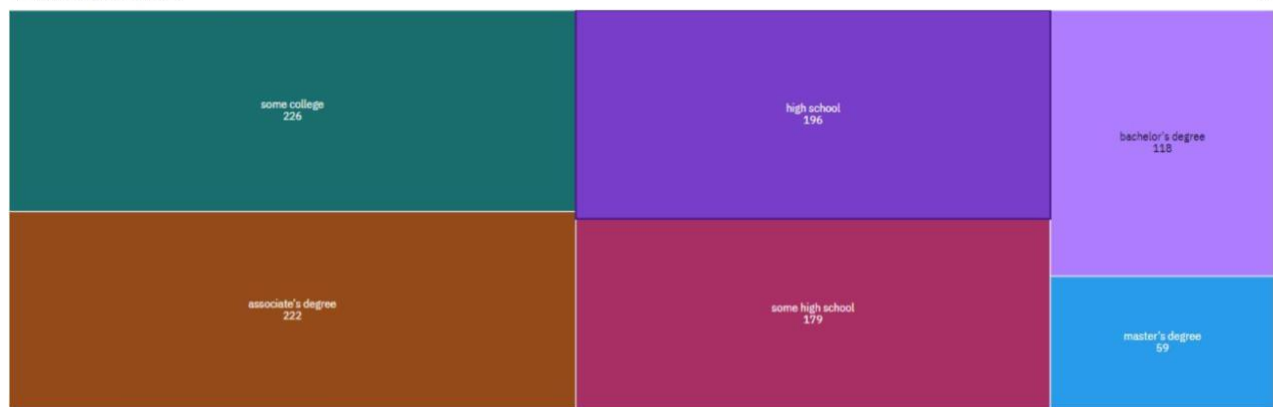 some college
226
high school
196
bachelor's degree
118
associate's degree
222
some high school
179
master's degree
59